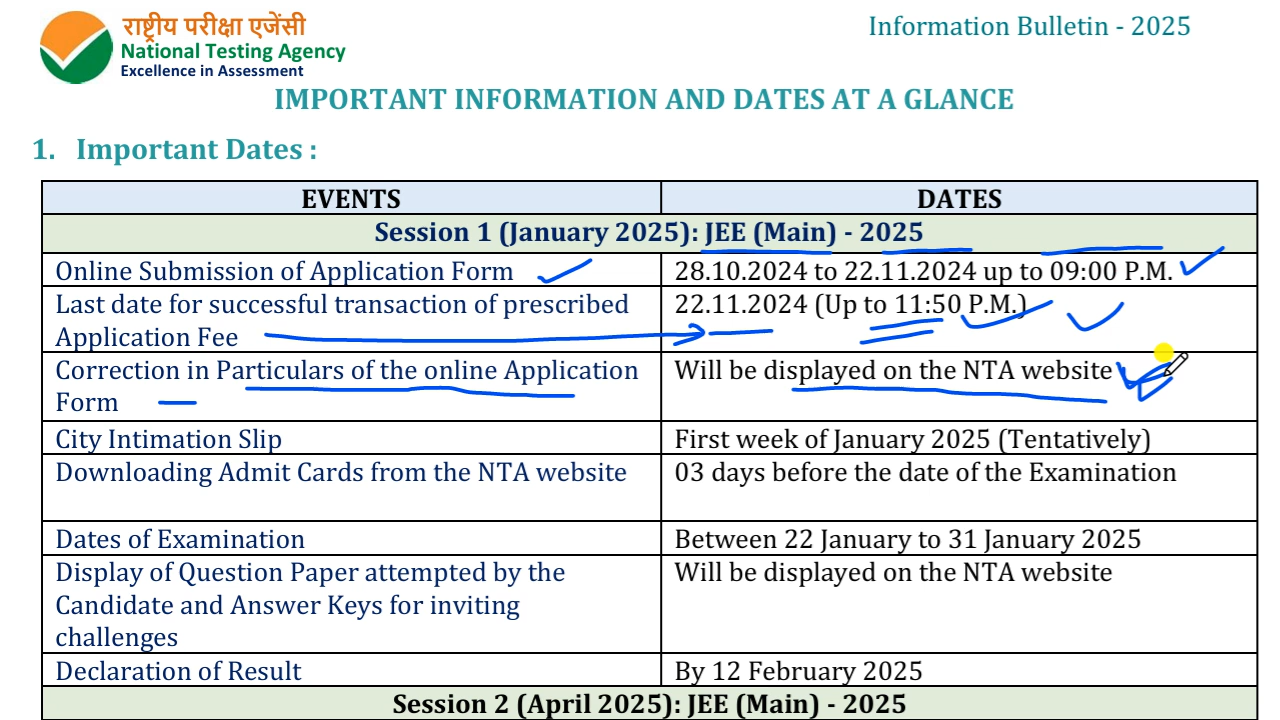 राष्ट्रीय परीक्षा एजेंसी
National Testing Agency
Excellence in Assessment
Information Bulletin - 2025
IMPORTANT INFORMATION AND DATES AT A GLANCE
1. Important Dates :
EVENTS DATES
Session 1 (January 2025): JEE (Main) - 2025
Online Submission of Application Form 28.10.2024 to 22.11.2024 up to 09:00 P.M.
Last date for successful transaction of prescribed 22.11.2024 (Up to 11:50 P.M.)
Application Fee
Correction in Particulars of the online Application Will be displayed on the NTA website
Form
City Intimation Slip First week of January 2025 (Tentatively)
Downloading Admit Cards from the NTA website 03 days before the date of the Examination
Dates of Examination Between 22 January to 31 January 2025
Display of Question Paper attempted by the Will be displayed on the NTA website
Candidate and Answer Keys for inviting
challenges
Declaration of Result By 12 February 2025
Session 2 (April 2025): JEE (Main) - 2025